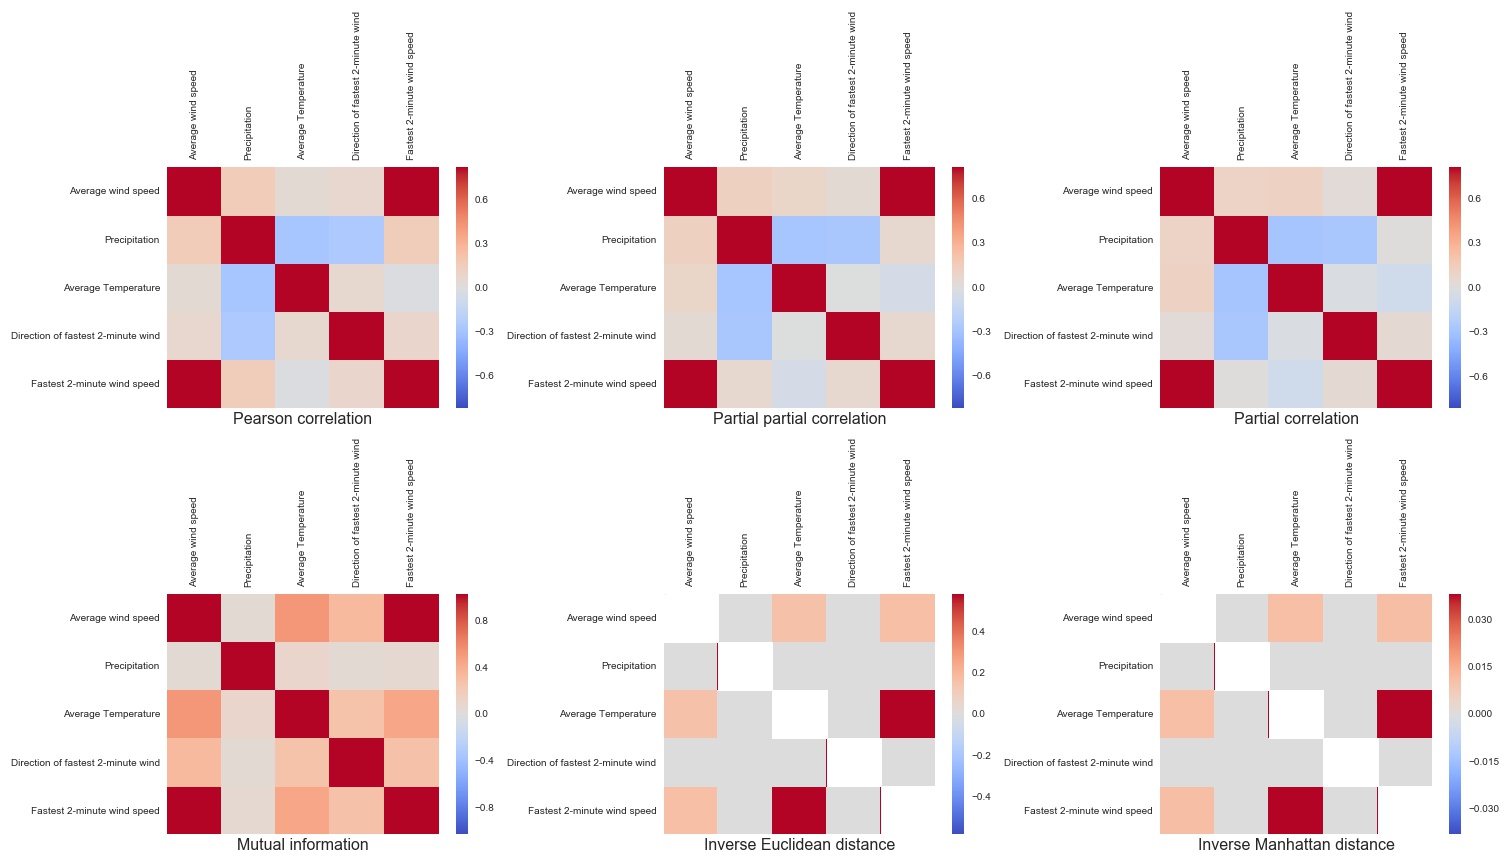 Average wind speed
Precipitation
Average Temperature
Direction of fastest 2-minute wind
Fastest 2-minute wind speed
Average wind speed
Precipitation
Average Temperature
Direction of fastest 2-minute wind
Fastest 2-minute wind speed
0.6
0.3
0.0
−0.3
−0.6
Pearson correlation
Average wind speed
Precipitation
Average Temperature
Direction of fastest 2-minute wind
Fastest 2-minute wind speed
Average wind speed
Precipitation
Average Temperature
Direction of fastest 2-minute wind
Fastest 2-minute wind speed
0.6
0.3
0.0
−0.3
−0.6
Partial partial correlation
Average wind speed
Precipitation
Average Temperature
Direction of fastest 2-minute wind
Fastest 2-minute wind speed
Average wind speed
Precipitation
Average Temperature
Direction of fastest 2-minute wind
Fastest 2-minute wind speed
0.6
0.3
0.0
−0.3
−0.6
Partial correlation
Average wind speed
Precipitation
Average Temperature
Direction of fastest 2-minute wind
Fastest 2-minute wind speed
Average wind speed
Precipitation
Average Temperature
Direction of fastest 2-minute wind
Fastest 2-minute wind speed
0.8
0.4
0.0
−0.4
−0.8
Mutual information
Average wind speed
Precipitation
Average Temperature
Direction of fastest 2-minute wind
Fastest 2-minute wind speed
Average wind speed
Precipitation
Average Temperature
Direction of fastest 2-minute wind
Fastest 2-minute wind speed
0.4
0.2
0.0
−0.2
−0.4
Inverse Euclidean distance
Average wind speed
Precipitation
Average Temperature
Direction of fastest 2-minute wind
Fastest 2-minute wind speed
Average wind speed
Precipitation
Average Temperature
Direction of fastest 2-minute wind
Fastest 2-minute wind speed
0.030
0.015
0.000
−0.015
−0.030
Inverse Manhattan distance